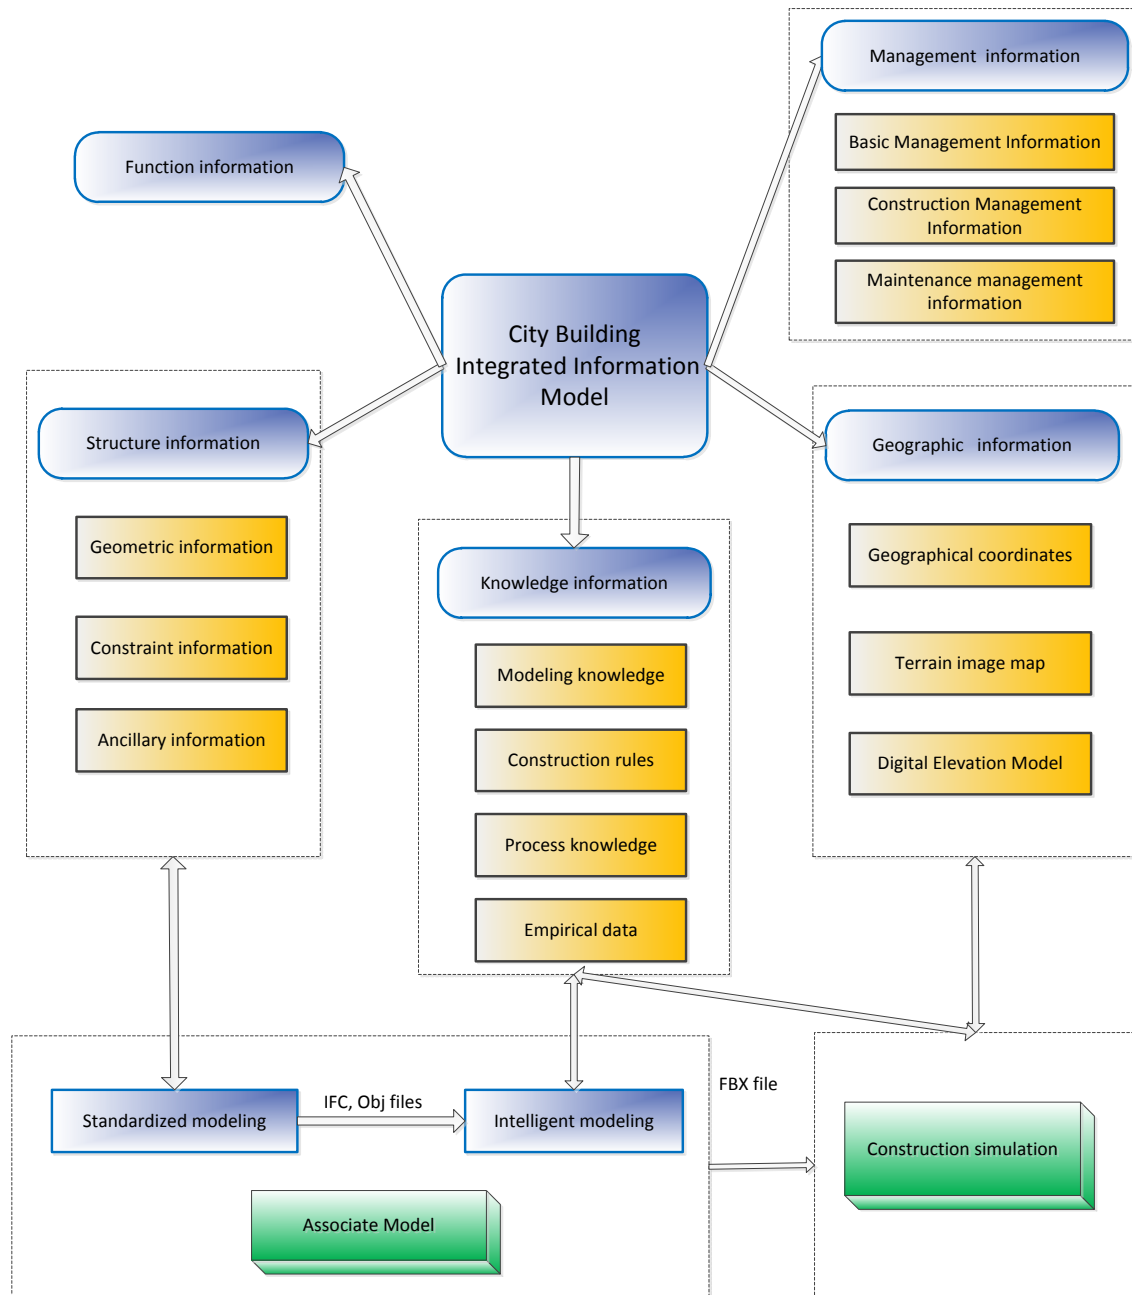 Management information
Basic Management Information
Construction Management
Information
Maintenance management
information
Function information
City Building
Integrated Information
Model
Structure information
Geometric information
Constraint information
Ancillary information
Knowledge information
Modeling knowledge
Construction rules
Process knowledge
Empirical data
Geographic information
Geographical coordinates
Terrain image map
Digital Elevation Model
Standardized modeling
IFC, Obj files
Intelligent modeling
Associate Model
FBX file
Construction simulation